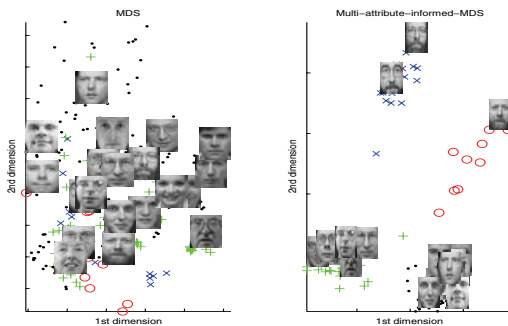 MDS
2nd dimension
1st dimension
Multi−attribute−informed−MDS
2nd dimension
1st dimension